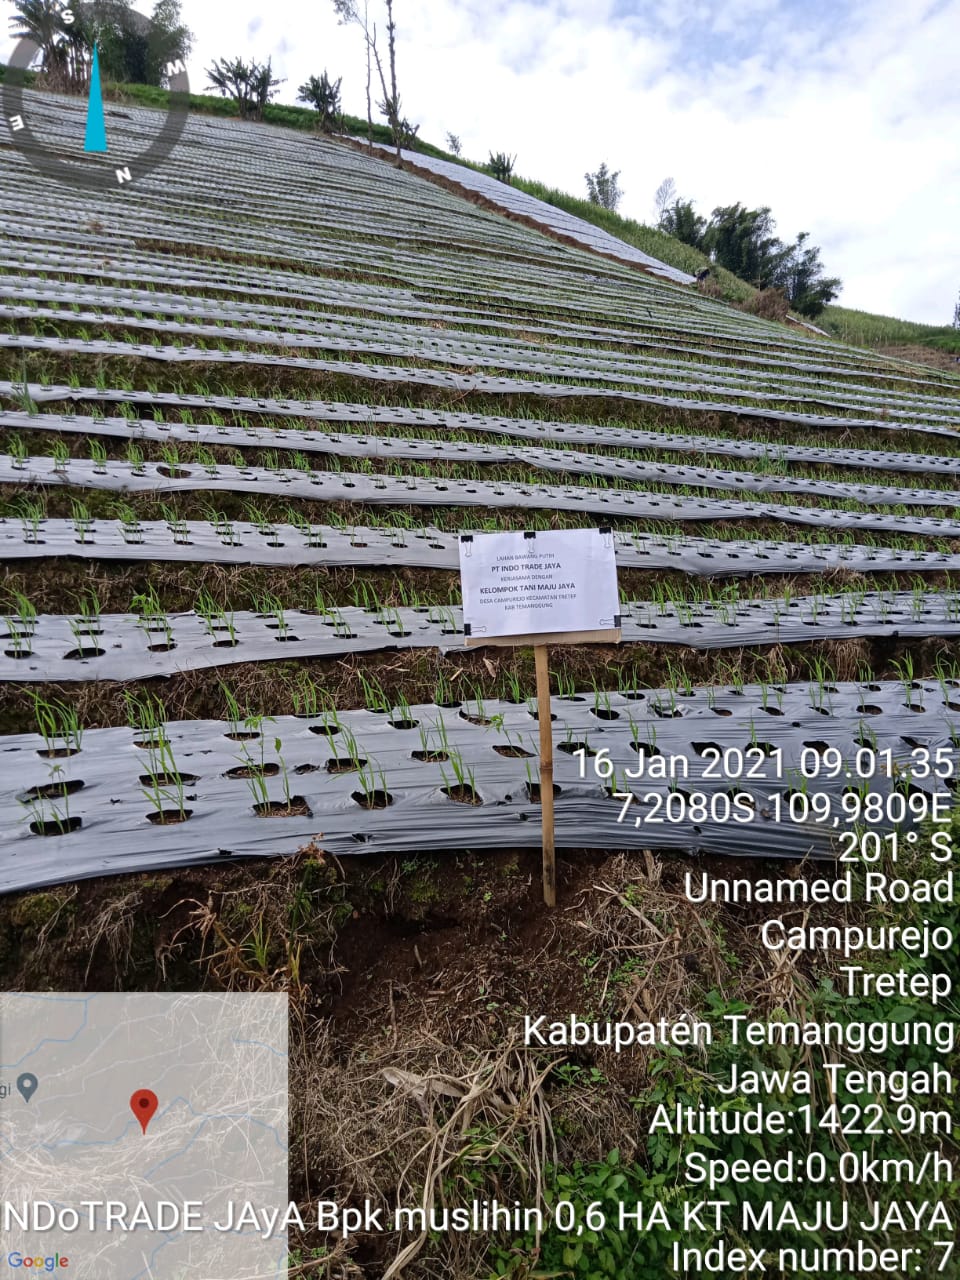 S
W
E
N
LAHAN BAWANG PUTIH
PT INDO TRADE JAYA
KERJASAMA DENGAN
KELOMPOK TANI MAJU JAYA
DESA CAMPUREJO KECAMATAN TRETEP
KAB TEMANGGUNG
16 Jan 2021 09.01.35
7,2080S 109,9809E
201° S
Unnamed Road
Campurejo
Tretep
Kabupatén Temanggung
Jawa Tengah
Altitude:1422.9m
Speed:0.0km/h
NDoTRADE JAyA Bpk muslihin 0,6 HA KT MAJU JAYA
Index number: 7
gi
Google